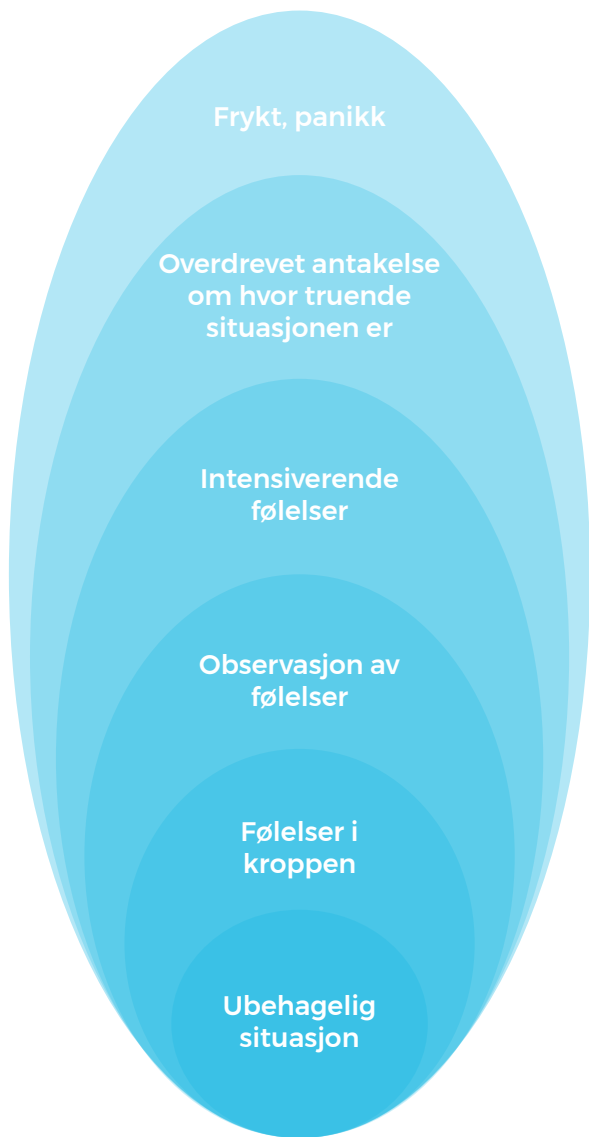 Frykt, panikk
Overdrevet antakelse
om hvor truende
situasjonen er
Intensiverende
følelser
Observasjon av
følelser
Følelser i
kroppen
Ubehagelig
situasjon